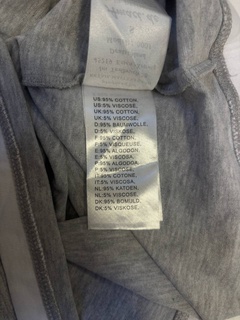 US:95% COTTON.
US:5% VISCOSE.
UK:95% COTTON.
UK:5% VISCOSE.
D:95% BAUMWOLLE.
D:5% VISKOSE.
F:95% COTON.
F:5% VISQUEUSE.
E:95% ALGODON.
E:5% VISCOSA.
P:95% ALGODÃO.
P:5% VISCOSE.
IT:95% COTONE.
IT:5% VISCOSA.
NL:95% KATOEN.
NL:5% VISCOSE.
DK:95% BOMULD.
DK:5% VISKOSE.